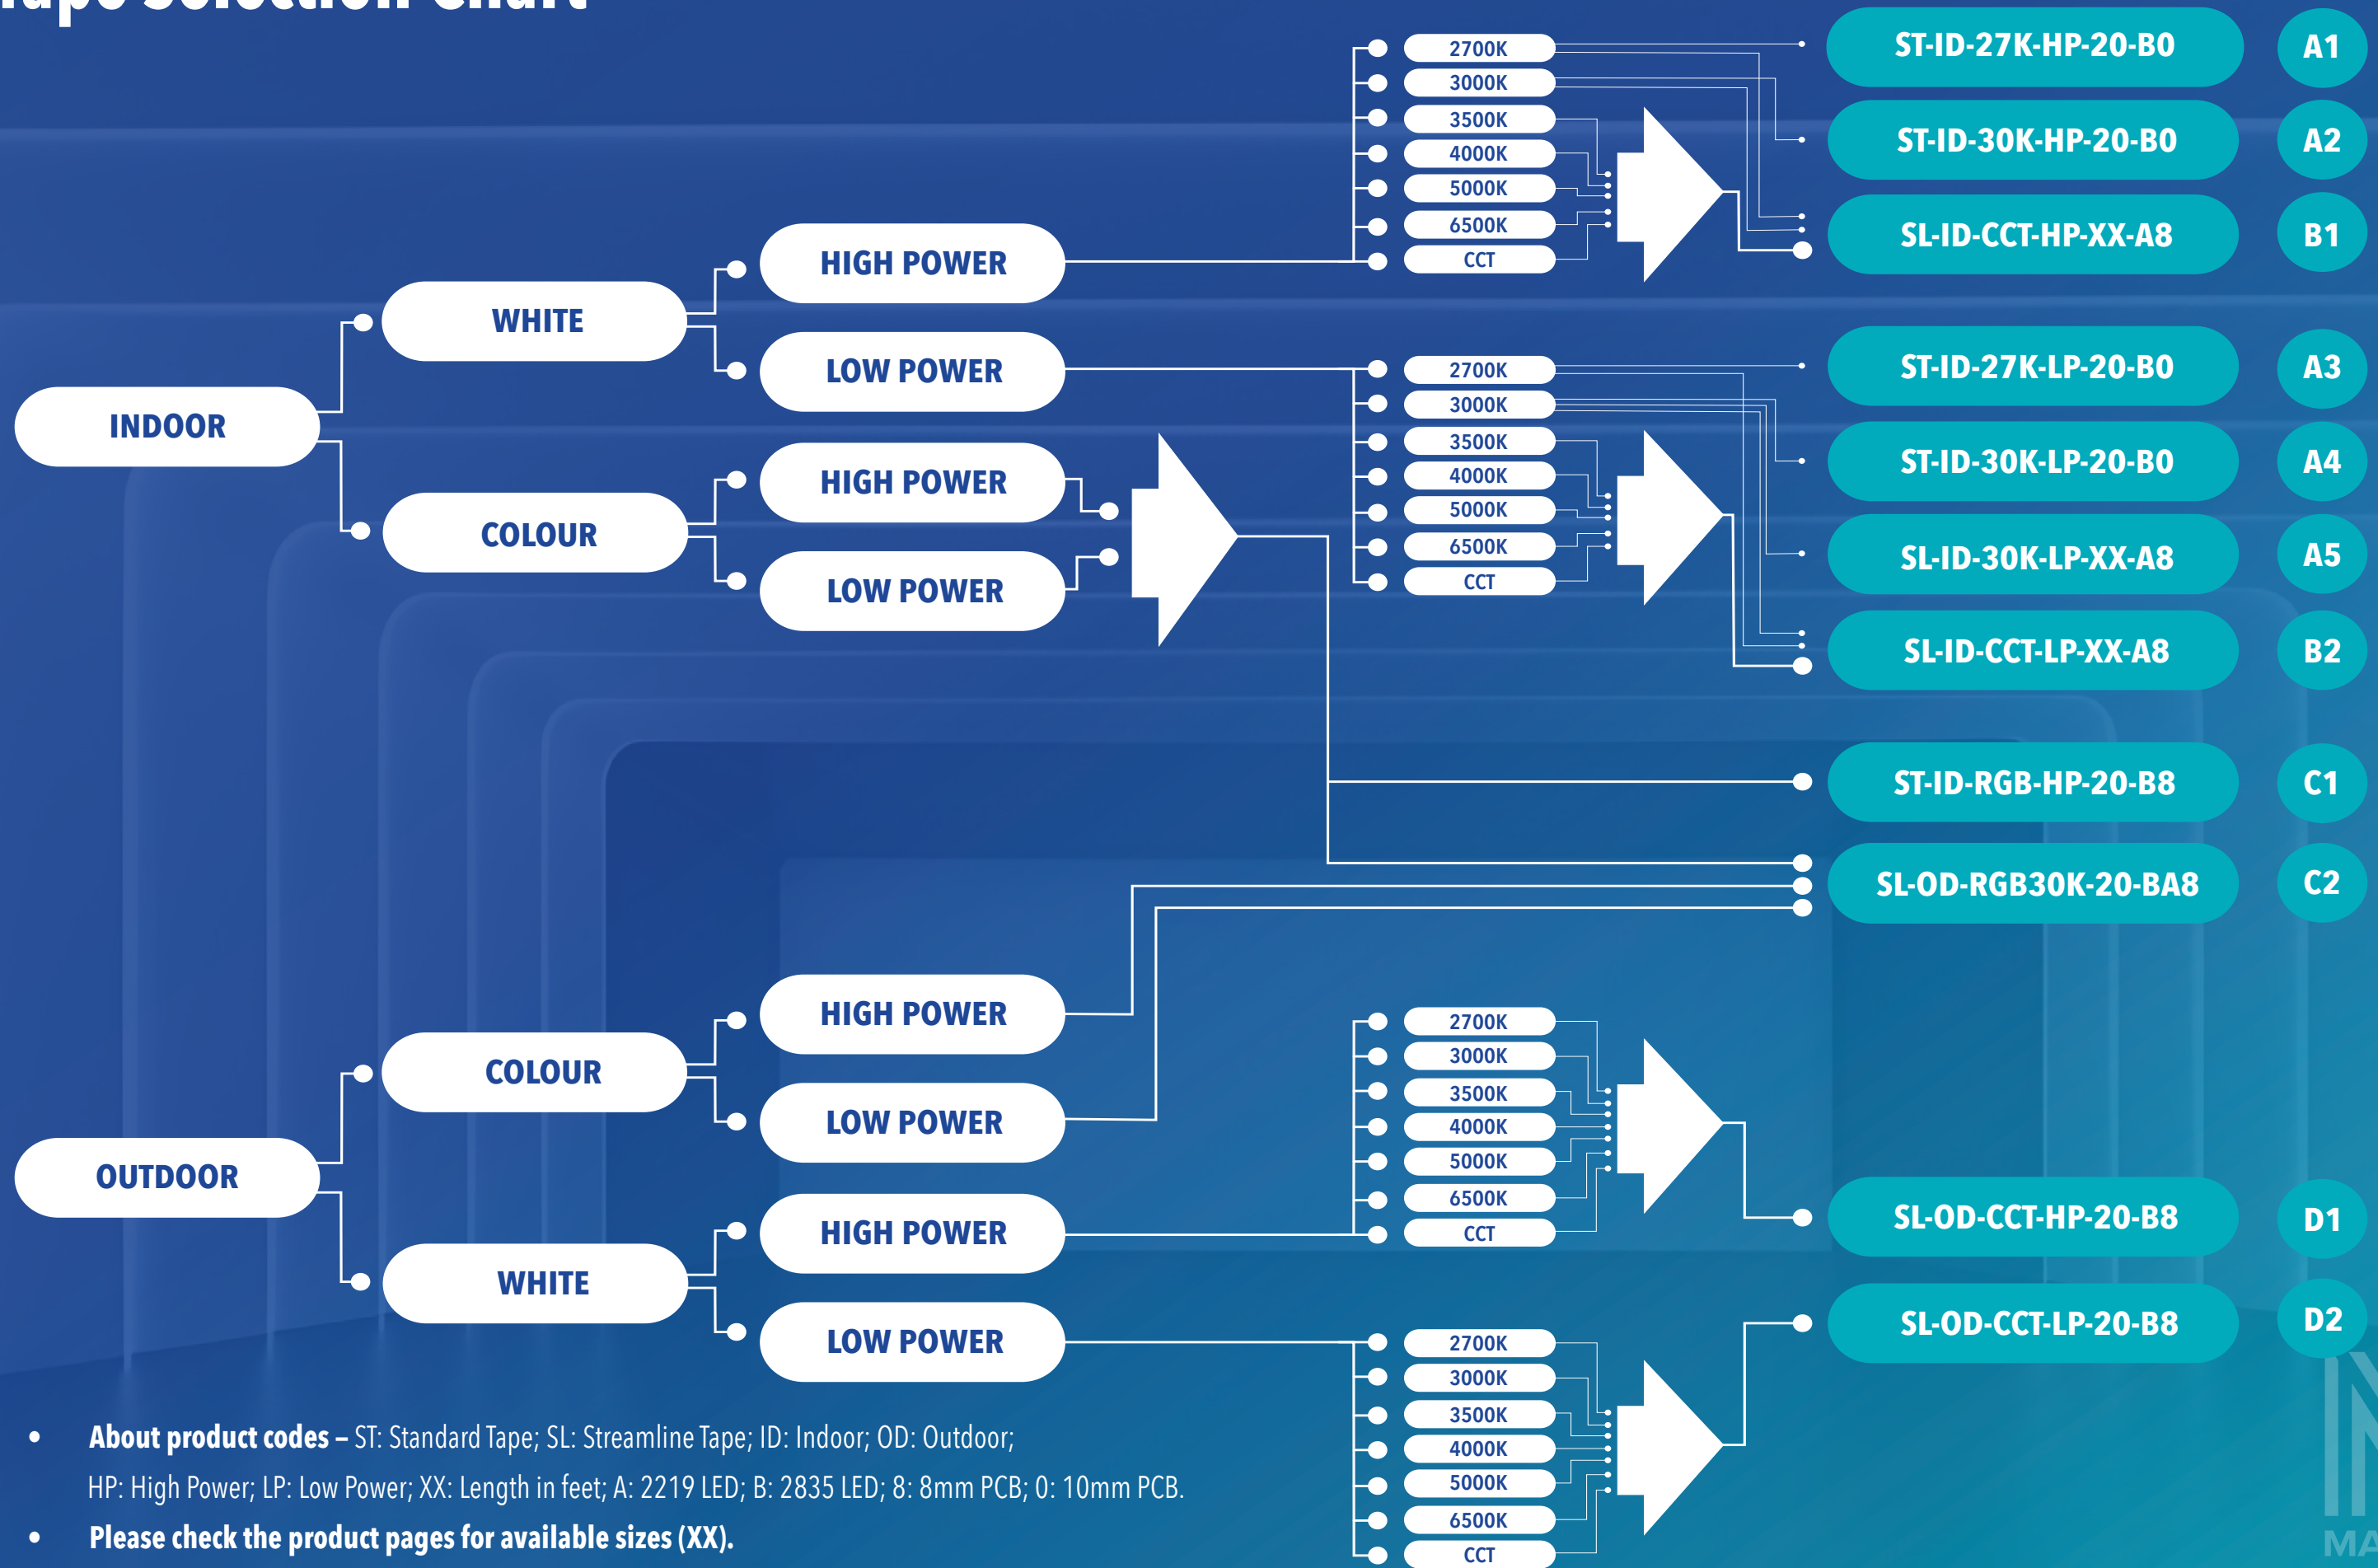 Selection Chart
INDOOR
WHITE
HIGH POWER
LOW POWER
COLOUR
HIGH POWER
LOW POWER
2700K
3000K
3500K
4000K
5000K
6500K
CCT
2700K
3000K
3500K
4000K
5000K
6500K
CCT
ST-ID-27K-HP-20-B0 A1
ST-ID-30K-HP-20-B0 A2
SL-ID-CCT-HP-XX-A8 B1
ST-ID-27K-LP-20-B0 A3
ST-ID-30K-LP-20-B0 A4
SL-ID-30K-LP-XX-A8 A5
SL-ID-CCT-LP-XX-A8 B2
ST-ID-RGB-HP-20-B8 C1
SL-OD-RGB30K-20-BA8 C2
OUTDOOR
COLOUR
HIGH POWER
LOW POWER
WHITE
HIGH POWER
LOW POWER
2700K
3000K
3500K
4000K
5000K
6500K
CCT
2700K
3000K
3500K
4000K
5000K
6500K
CCT
SL-OD-CCT-HP-20-B8 D1
SL-OD-CCT-LP-20-B8 D2
• About product codes – ST: Standard Tape; SL: Streamline Tape; ID: Indoor; OD: Outdoor;
HP: High Power; LP: Low Power; XX: Length in feet; A: 2219 LED; B: 2835 LED; 8: 8mm PCB; 0: 10mm PCB.
• Please check the product pages for available sizes (XX).